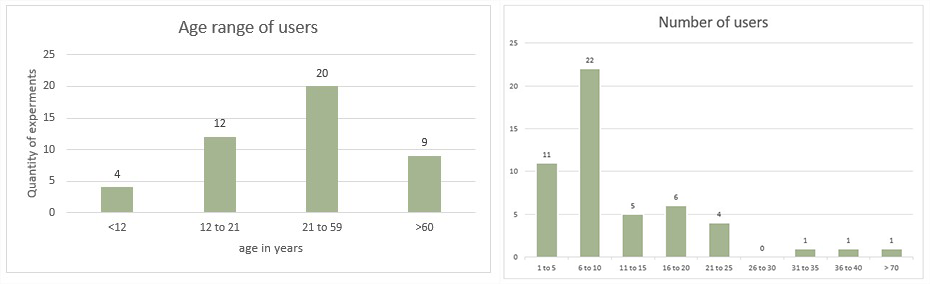 Age range of users
Quantity of experments
25
20
15
10
5
0
4
12
20
9
<12
12 to 21
21 to 59
>60
age in years
Number of users
25
20
15
10
5
0
11
22
5
6
4
0
1
1
1
1 to 5
6 to 10
11 to 15
16 to 20
21 to 25
26 to 30
31 to 35
36 to 40
> 70